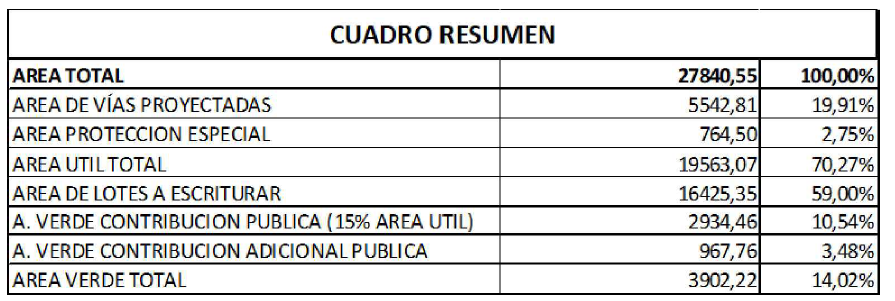 CUADRO RESUMEN
AREA TOTAL 27840,55 100,00%
AREA DE VÍAS PROYECTADAS 5542,81 19,91%
AREA PROTECCION ESPECIAL 764,50 2,75%
AREA UTIL TOTAL 19563,07 70,27%
AREA DE LOTES A ESCRITURAR 16425,35 59,00%
A. VERDE CONTRIBUCION PUBLICA (15% AREA UTIL) 2934,46 10,54%
A. VERDE CONTRIBUCION ADICIONAL PUBLICA 967,76 3,48%
AREA VERDE TOTAL 3902,22 14,02%